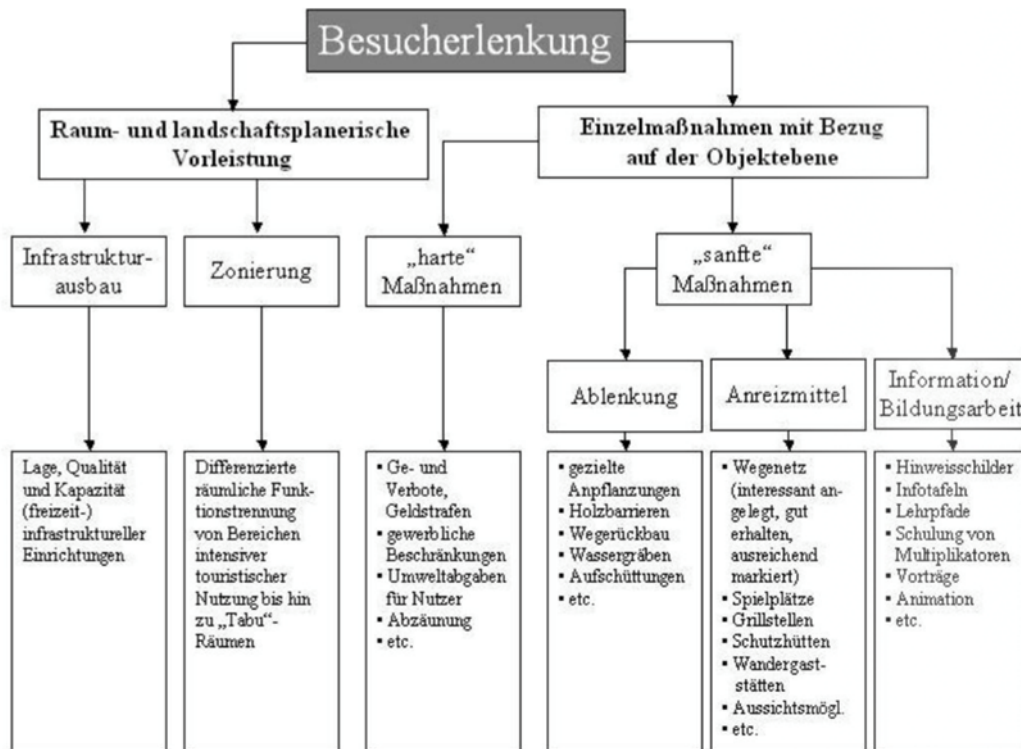 Besucherlenkung
Raum- und landschaftsplanerische
Vorleistung
Einzelmaßnahmen mit Bezug
auf der Objektebene
Infrastruktur-
ausbau
Zonierung
„harte“
Maßnahmen
„sanfte“
Maßnahmen
Ablenkung
Anreizmittel
Information/
Bildungsarbeit
Lage, Qualität
und Kapazität
(freizeit-)
infrastruktureller
Einrichtungen
Differenzierte
räumliche Funk-
tionstrennung
von Bereichen
intensiver
touristischer
Nutzung bis hin
zu „Tabu“-
Räumen
▪ Ge- und
Verbote,
Geldstrafen
▪ gewerbliche
Beschränkungen
▪ Umweltabgaben
für Nutzer
▪ Abzäunung
▪ etc.
▪ gezielte
Anpflanzungen
▪ Holzbarrieren
▪ Wegerückbau
▪ Wassergräben
▪ Aufschüttungen
▪ etc.
▪ Wegenetz
(interessant an-
gelegt, gut
erhalten,
ausreichend
markiert)
▪ Spielplätze
▪ Grillstellen
▪ Schutzhütten
▪ Wandergast-
stätten
▪ Aussichtsmögl.
▪ etc.
▪ Hinweisschilder
▪ Infotafeln
▪ Lehrpfade
▪ Schulung von
Multiplikatoren
▪ Vorträge
▪ Animation
▪ etc.